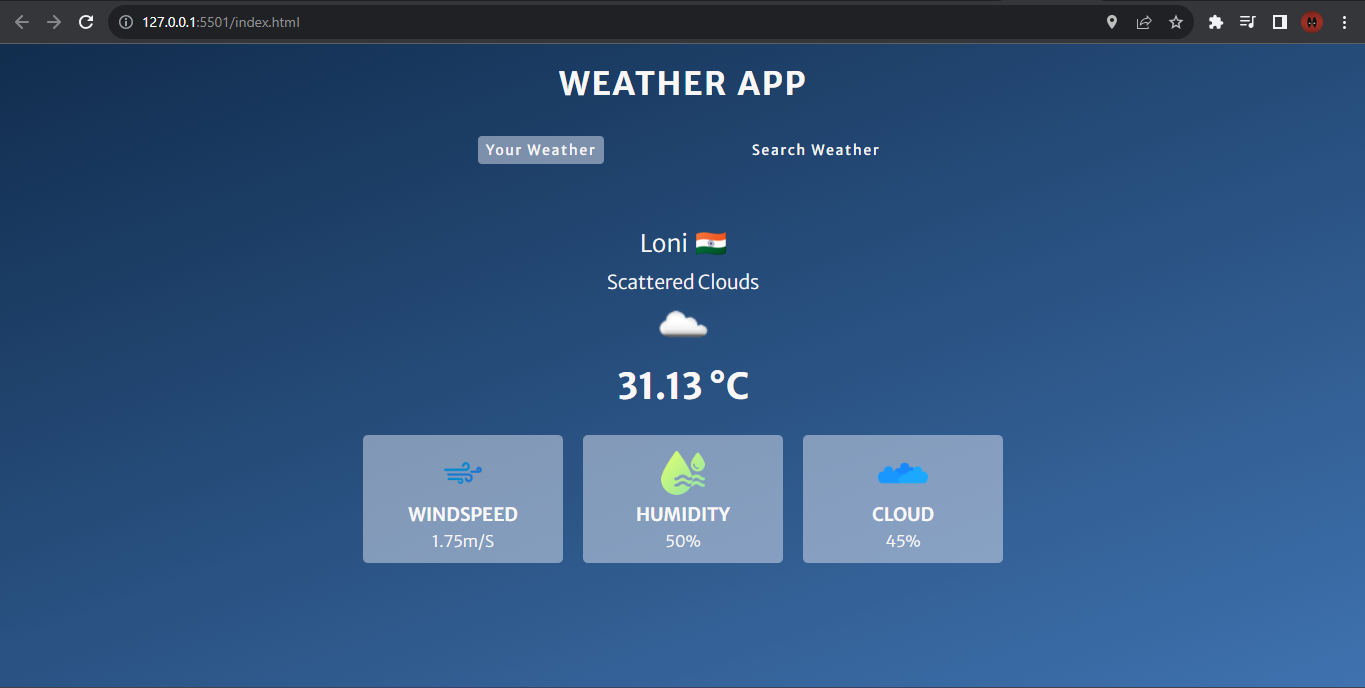 127.0.0.1:5501/index.html
WEATHER APP
Your Weather Search Weather
Loni
Scattered Clouds
31.13 °C
WINDSPEED HUMIDITY CLOUD
1.75m/S 50% 45%